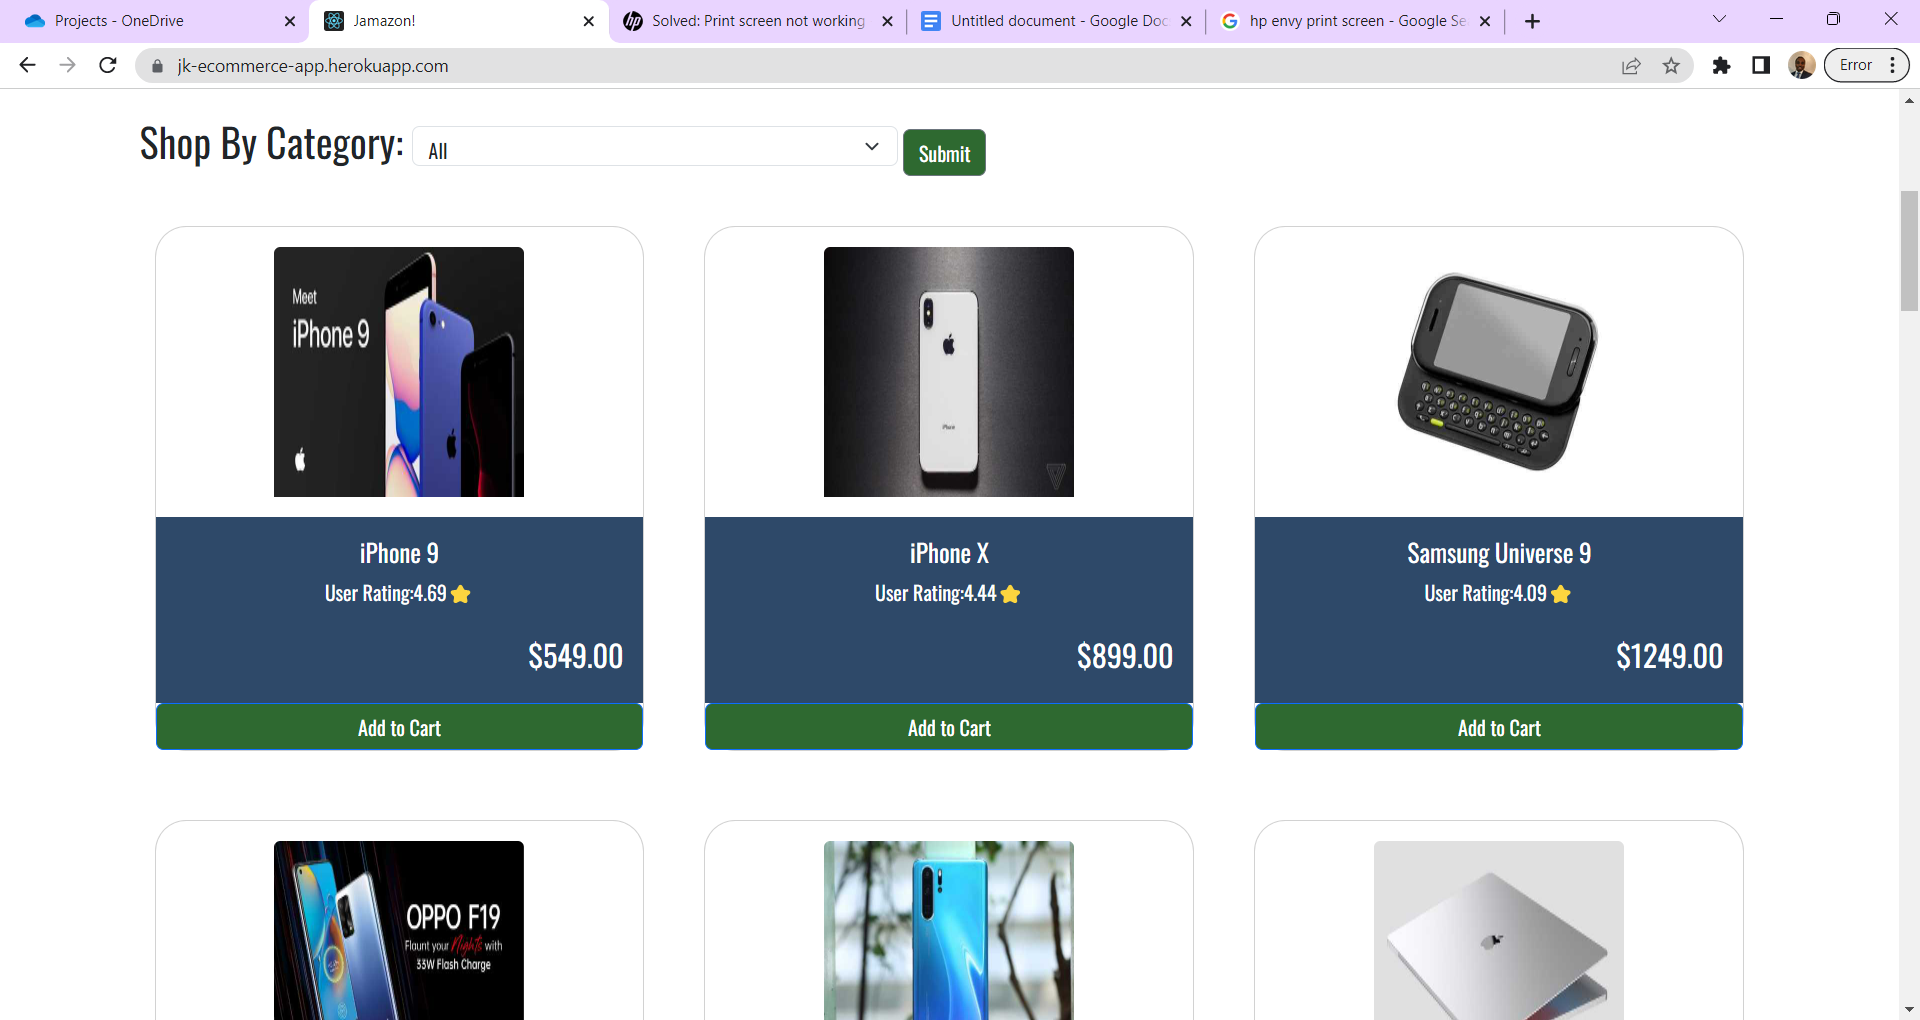 Projects - OneDrive
Jamazon!
Solved: Print screen not working
Untitled document - Google Doc
hp envy print screen - Google Se
jk-ecommerce-app.herokuapp.com
Error
Shop By Category:
All
Submit
Meet
iPhone 9
iPhone
iPhone 9
User Rating:4.69
$549.00
Add to Cart
iPhone X
User Rating:4.44
$899.00
Add to Cart
Samsung Universe 9
User Rating:4.09
$1249.00
Add to Cart
OPPO F19
Flaunt your Nights with
33W Flash Charge